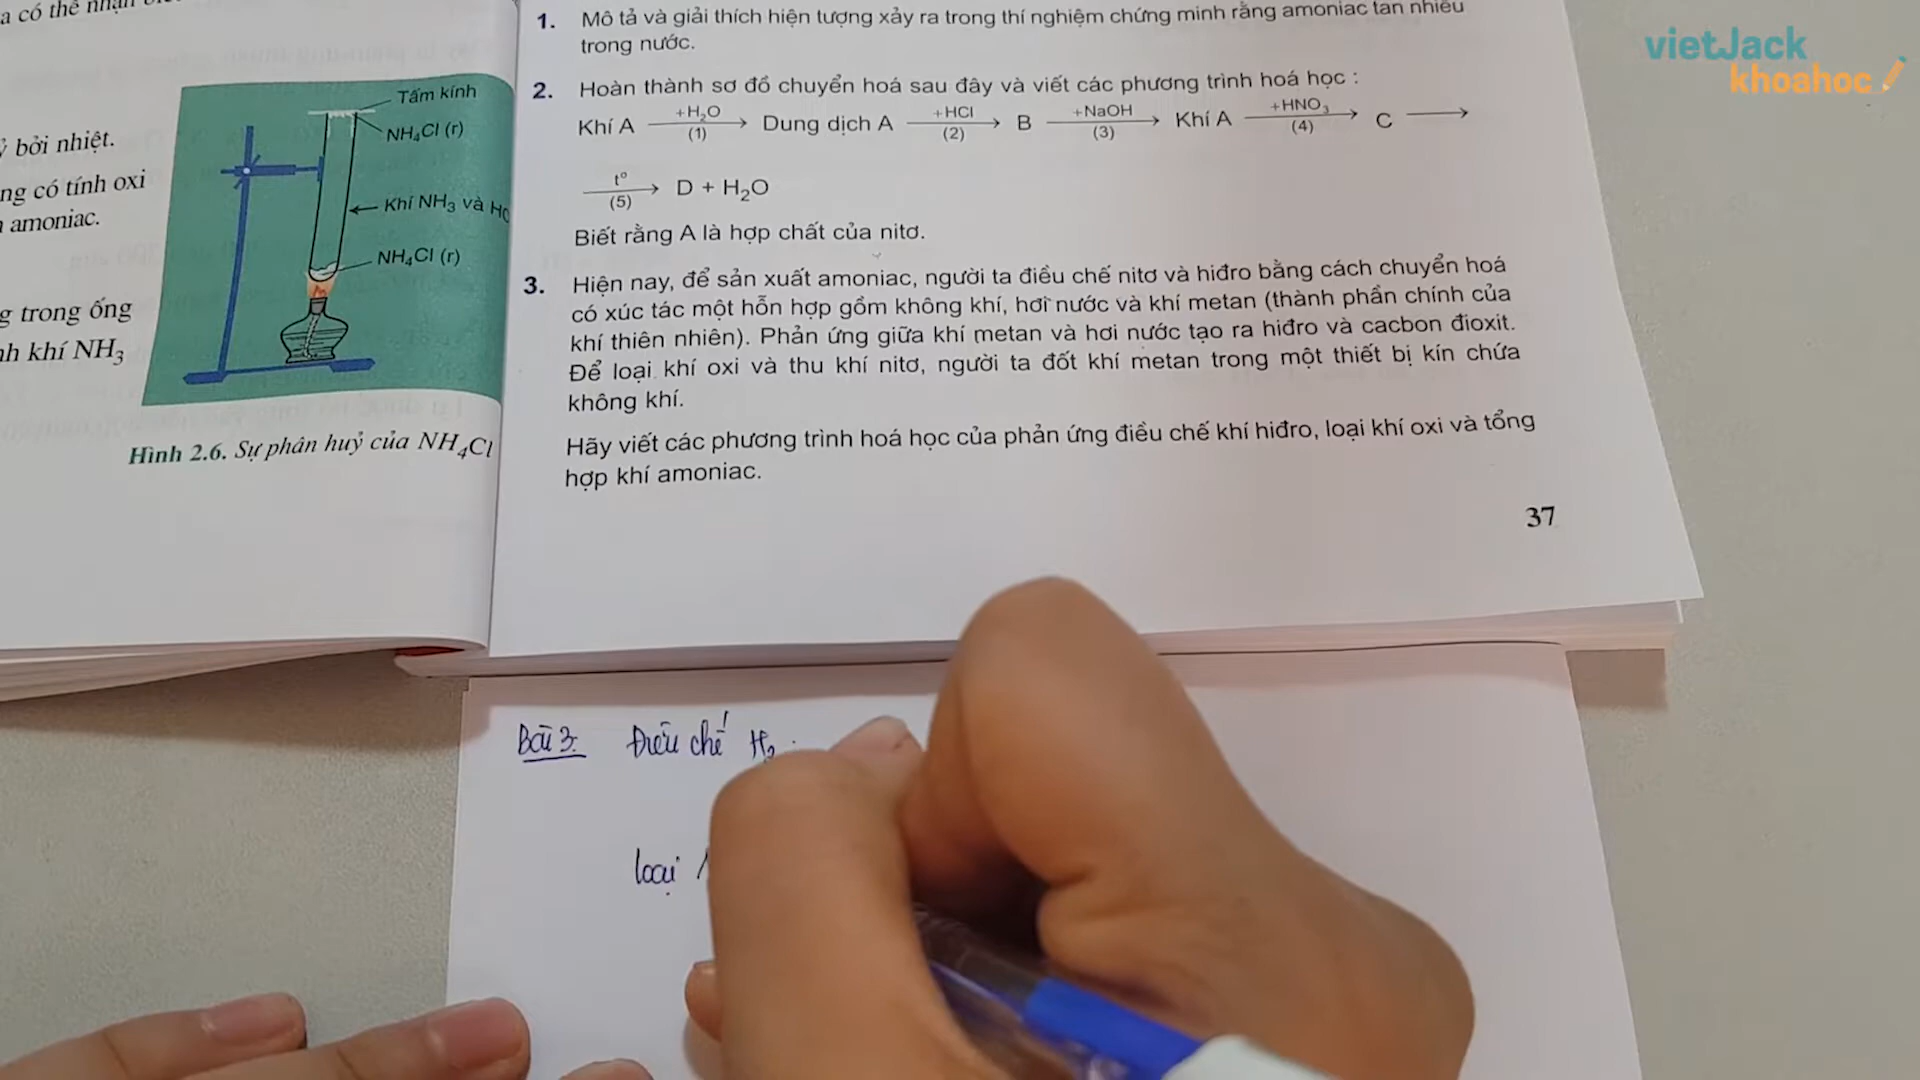 a có thể nhận
ỷ bởi nhiệt.
ng có tính oxi
amoniac.
g trong ống
nh khí NH₃
Tấm kính
NH₄Cl (r)
Khí NH₃ và HC
NH₄Cl (r)
Hình 2.6. Sự phân huỷ của NH₄Cl
1. Mô tả và giải thích hiện tượng xảy ra trong thí nghiệm chứng minh rằng amoniac tan nhiều
trong nước.
2. Hoàn thành sơ đồ chuyển hoá sau đây và viết các phương trình hoá học :
Khí A —+H₂O (1)→ Dung dịch A —+HCl (2)→ B —+NaOH (3)→ Khí A —+HNO₃ (4)→ C →
—t° (5)→ D + H₂O
Biết rằng A là hợp chất của nitơ.
3. Hiện nay, để sản xuất amoniac, người ta điều chế nitơ và hiđro bằng cách chuyển hoá
có xúc tác một hỗn hợp gồm không khí, hơi nước và khí metan (thành phần chính của
khí thiên nhiên). Phản ứng giữa khí metan và hơi nước tạo ra hiđro và cacbon đioxit.
Để loại khí oxi và thu khí nitơ, người ta đốt khí metan trong một thiết bị kín chứa
không khí.
Hãy viết các phương trình hoá học của phản ứng điều chế khí hiđro, loại khí oxi và tổng
hợp khí amoniac.
37
Bài 3: Điều chế H₂ :
loại
vietJack
khoahoc